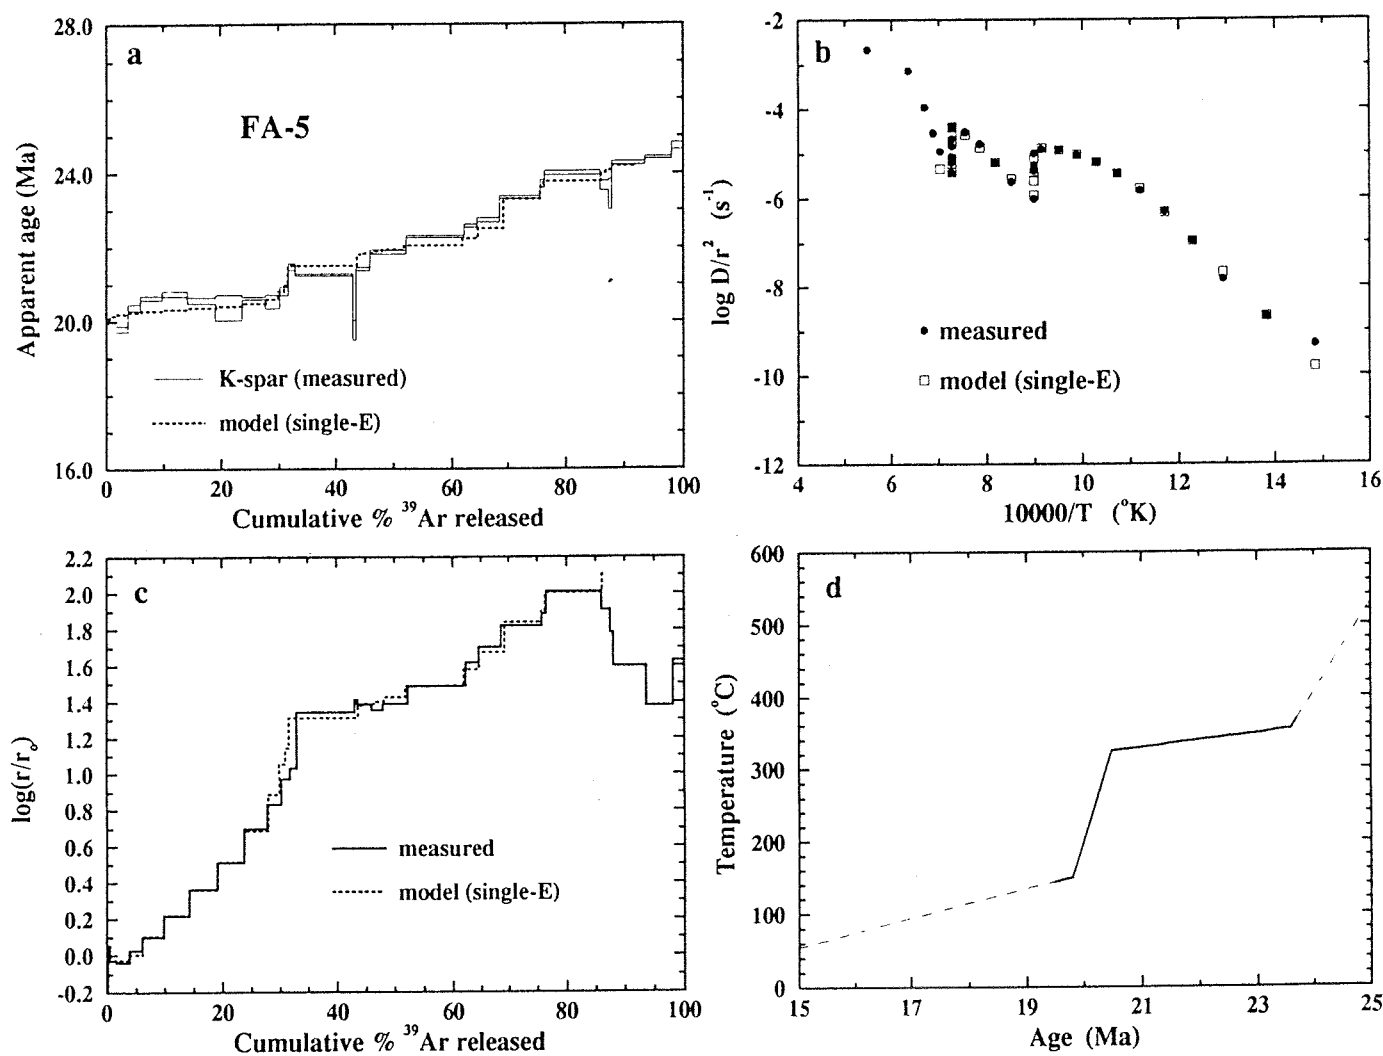 a
FA-5
28.0
24.0
20.0
16.0
Apparent age (Ma)
K-spar (measured)
model (single-E)
0 20 40 60 80 100
Cumulative % ³⁹Ar released
b
-2
-4
-6
-8
-10
-12
log D/r² (s⁻¹)
measured
model (single-E)
4 6 8 10 12 14 16
10000/T (°K)
c
2.2
2.0
1.8
1.6
1.4
1.2
1.0
0.8
0.6
0.4
0.2
0.0
-0.2
log(r/r₀)
measured
model (single-E)
0 20 40 60 80 100
Cumulative % ³⁹Ar released
d
600
500
400
300
200
100
0
Temperature (°C)
15 17 19 21 23 25
Age (Ma)